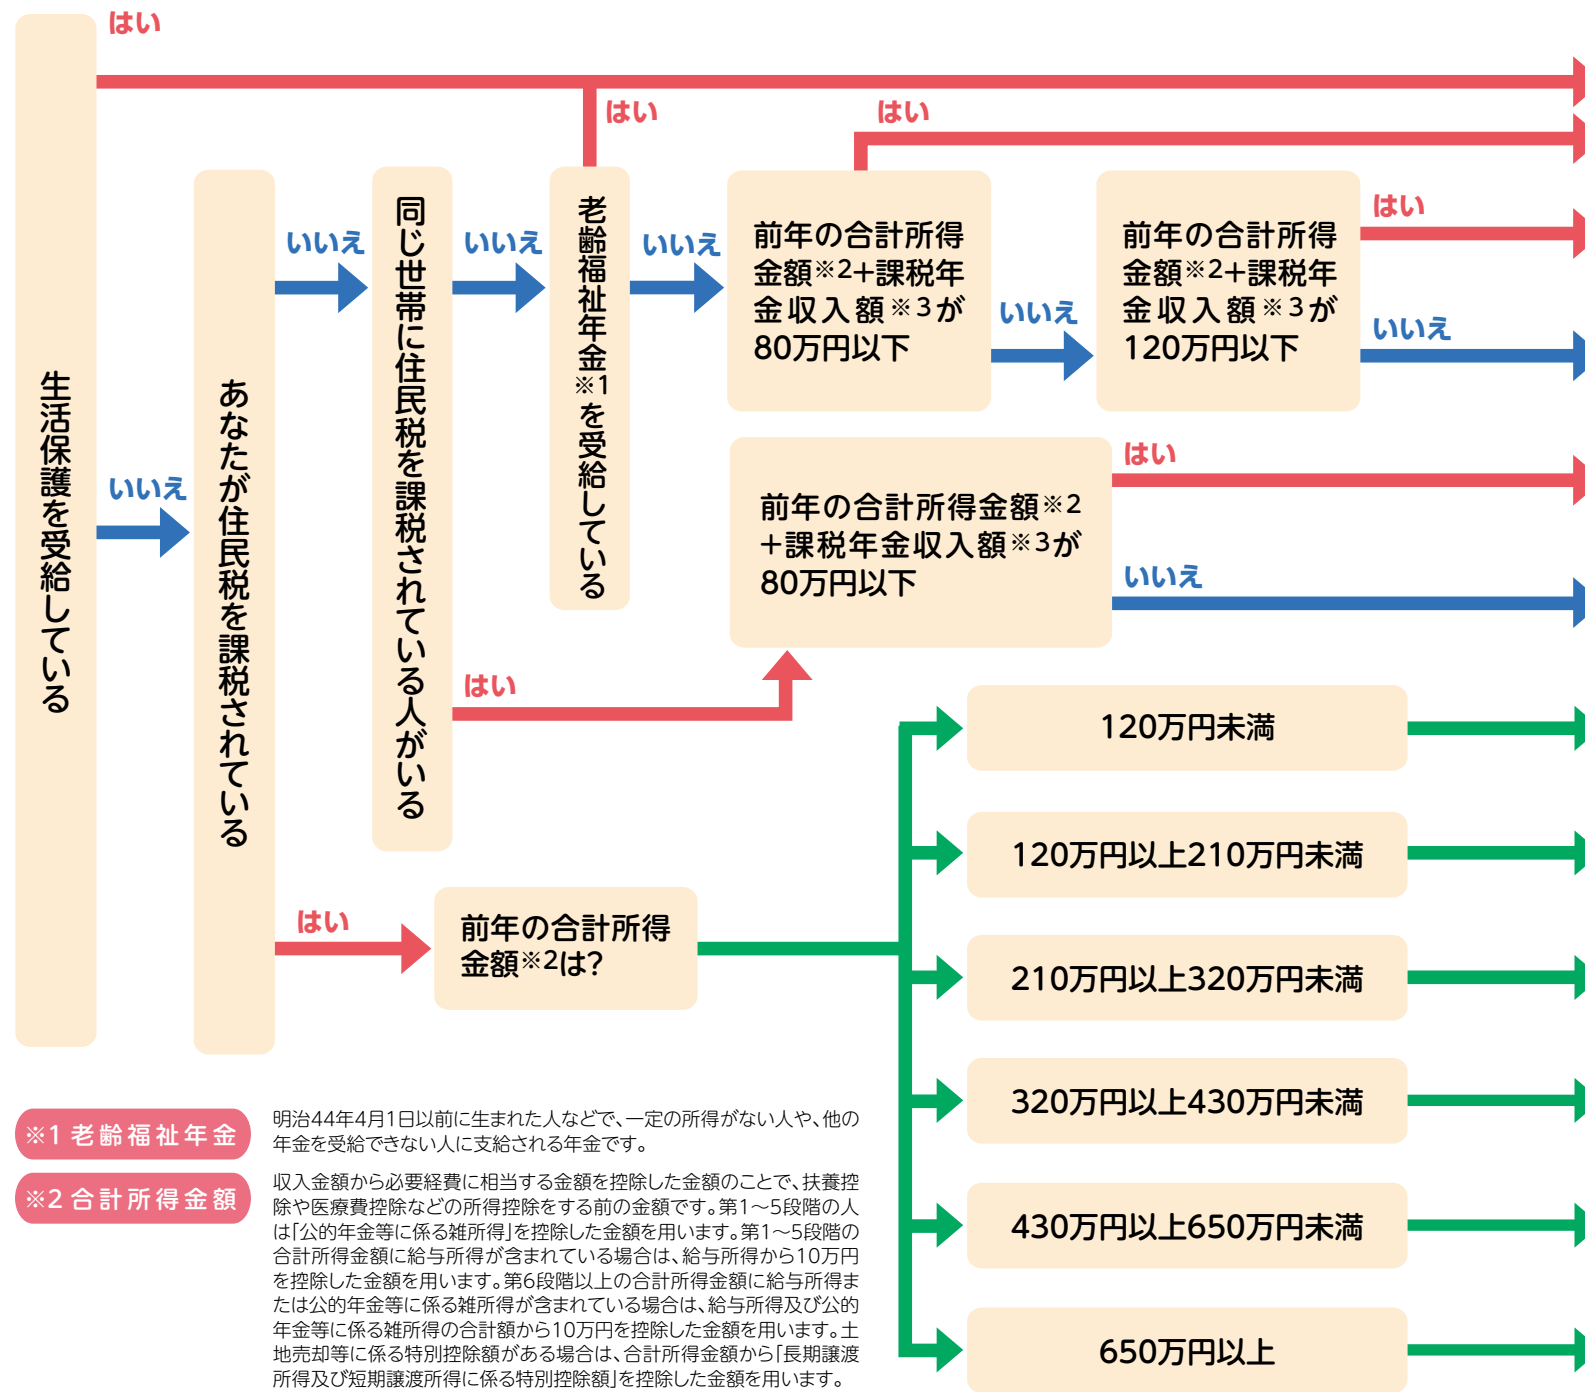 はい
生活保護を受給している
いいえ
あなたが住民税を課税されている
いいえ
同じ世帯に住民税を課税されている人がいる
いいえ
老齢福祉年金※1を受給している
はい
いいえ
前年の合計所得
金額※2+課税年
金収入額※3が
80万円以下
はい
いいえ
前年の合計所得
金額※2+課税年
金収入額※3が
120万円以下
はい
いいえ
はい
前年の合計所得金額※2
+課税年金収入額※3が
80万円以下
はい
いいえ
はい
前年の合計所得
金額※2は?
120万円未満
120万円以上210万円未満
210万円以上320万円未満
320万円以上430万円未満
430万円以上650万円未満
650万円以上
※1 老齢福祉年金
明治44年4月1日以前に生まれた人などで、一定の所得がない人や、他の
年金を受給できない人に支給される年金です。
※2 合計所得金額
収入金額から必要経費に相当する金額を控除した金額のことで、扶養控
除や医療費控除などの所得控除をする前の金額です。第1〜5段階の人
は「公的年金等に係る雑所得」を控除した金額を用います。第1〜5段階の
合計所得金額に給与所得が含まれている場合は、給与所得から10万円
を控除した金額を用います。第6段階以上の合計所得金額に給与所得ま
たは公的年金等に係る雑所得が含まれている場合は、給与所得及び公的
年金等に係る雑所得の合計額から10万円を控除した金額を用います。土
地売却等に係る特別控除額がある場合は、合計所得金額から「長期譲渡
所得及び短期譲渡所得に係る特別控除額」を控除した金額を用います。